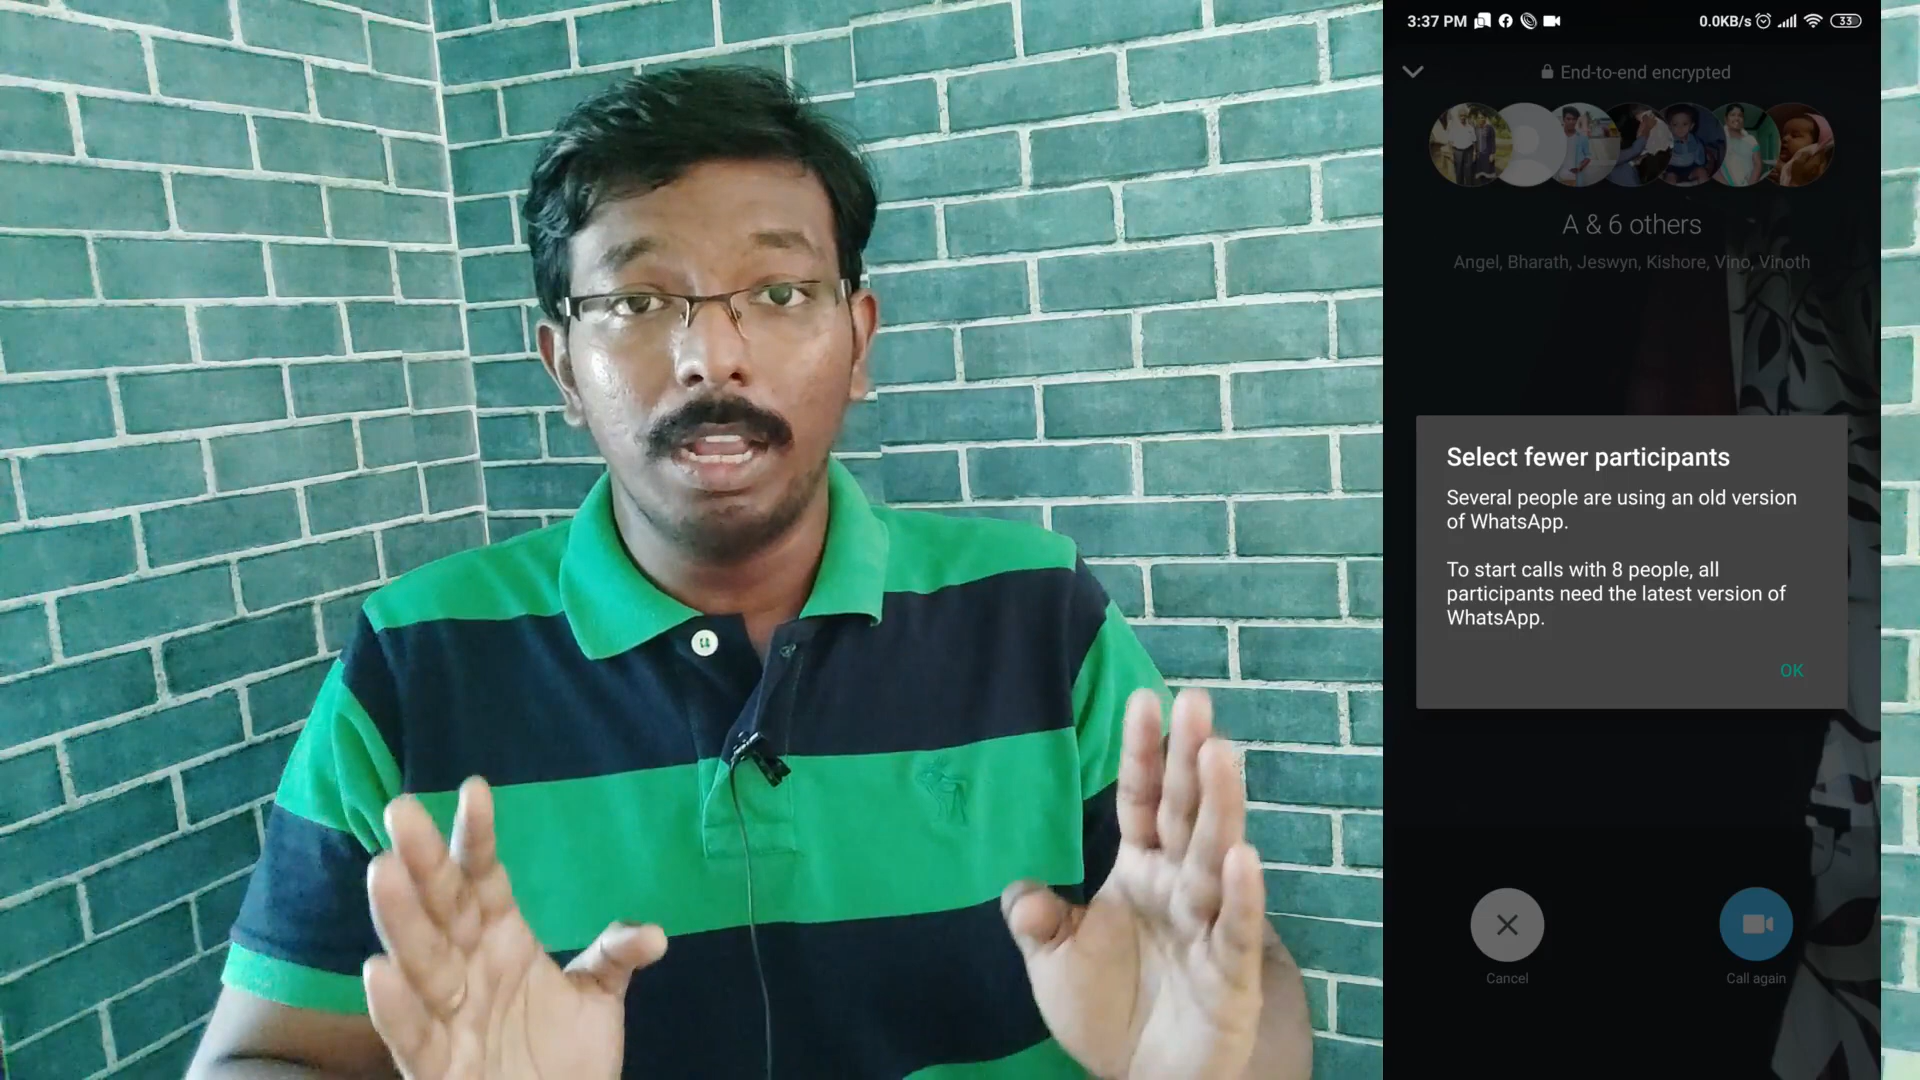 3:37 PM
0.0KB/s
33
End-to-end encrypted
A & 6 others
Angel, Bharath, Jeswyn, Kishore, Vino, Vinoth
Select fewer participants
Several people are using an old version
of WhatsApp.
To start calls with 8 people, all
participants need the latest version of
WhatsApp.
OK
Cancel
Call again